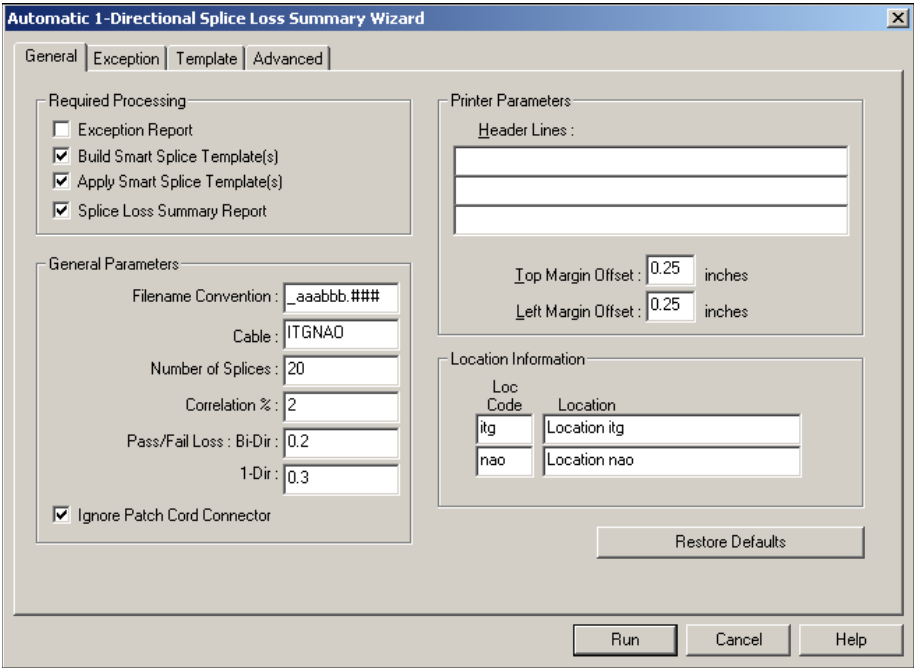 Automatic 1-Directional Splice Loss Summary Wizard
General
Exception
Template
Advanced
Required Processing
Exception Report
Build Smart Splice Template(s)
Apply Smart Splice Template(s)
Splice Loss Summary Report
General Parameters
Filename Convention : _aaabbb.###
Cable : ITGNAO
Number of Splices : 20
Correlation % : 2
Pass/Fail Loss : Bi-Dir : 0.2
1-Dir : 0.3
Ignore Patch Cord Connector
Printer Parameters
Header Lines :
Top Margin Offset : 0.25 inches
Left Margin Offset : 0.25 inches
Location Information
Loc
Code Location
itg Location itg
nao Location nao
Restore Defaults
Run
Cancel
Help